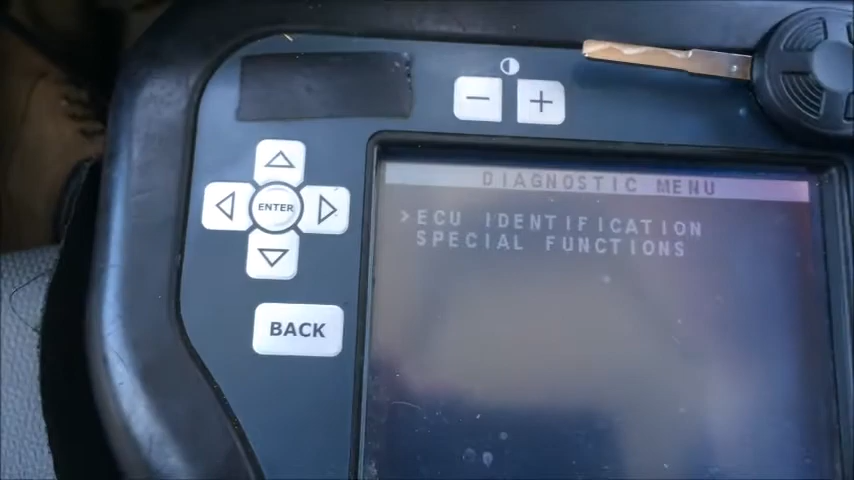 − +
ENTER
BACK
DIAGNOSTIC MENU
>ECU IDENTIFICATION
SPECIAL FUNCTIONS